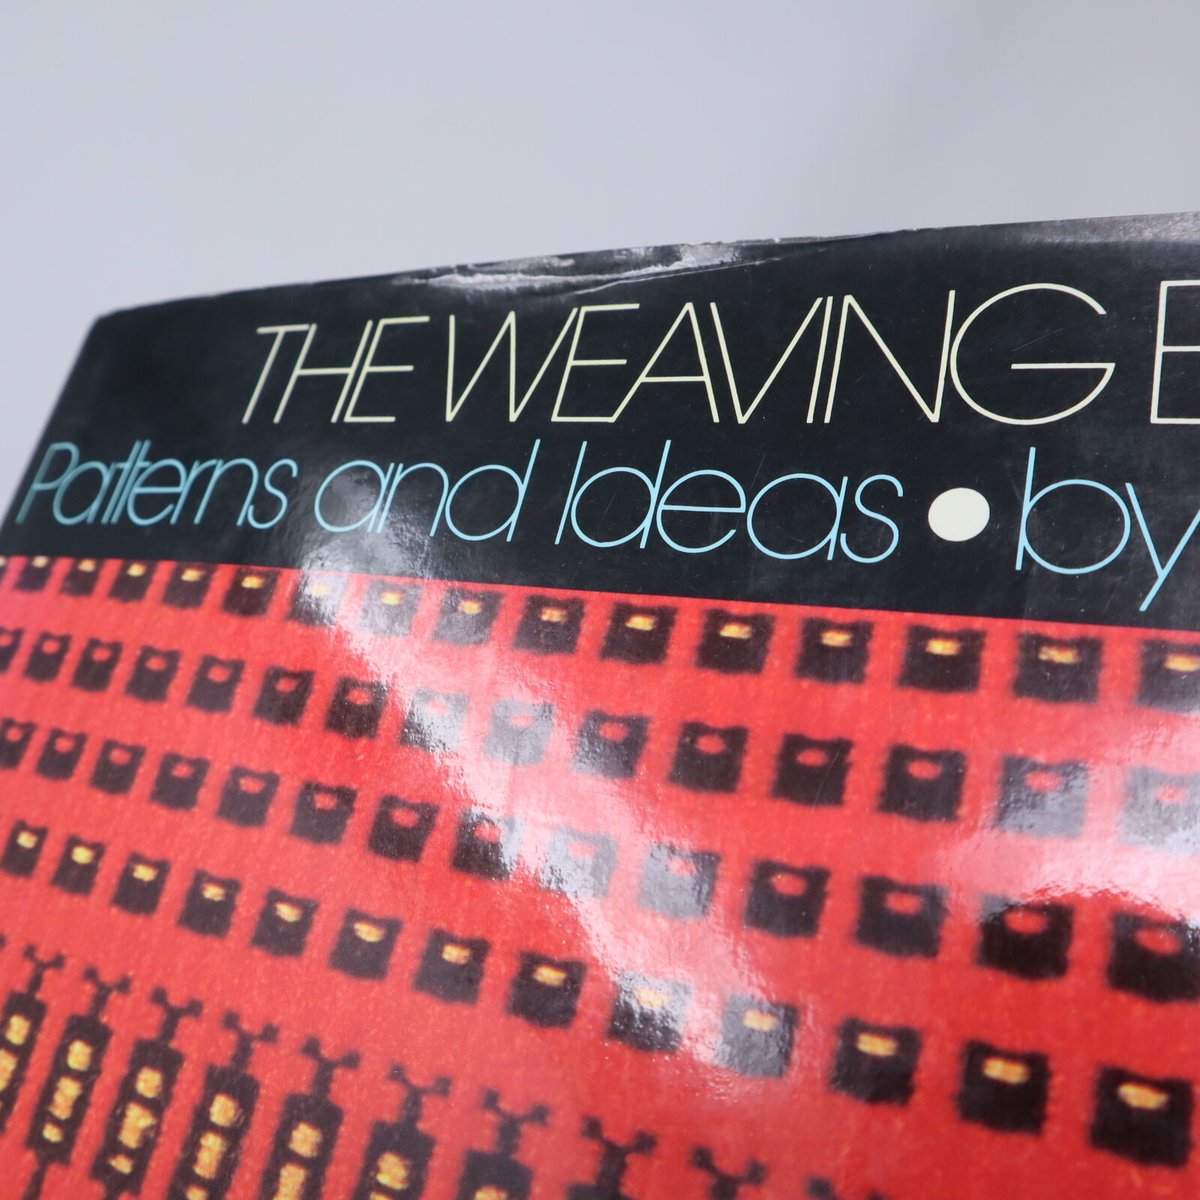 THE WEAVING B
Patterns and Ideas • by